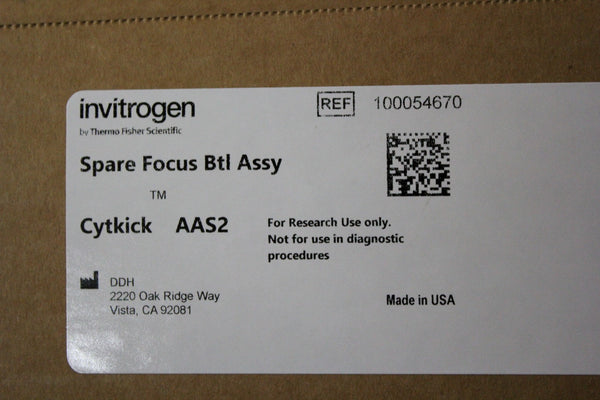 invitrogen
by Thermo Fisher Scientific
REF 100054670
Spare Focus Btl Assy
TM
Cytkick AAS2
For Research Use only.
Not for use in diagnostic
procedures
DDH
2220 Oak Ridge Way
Vista, CA 92081
Made in USA